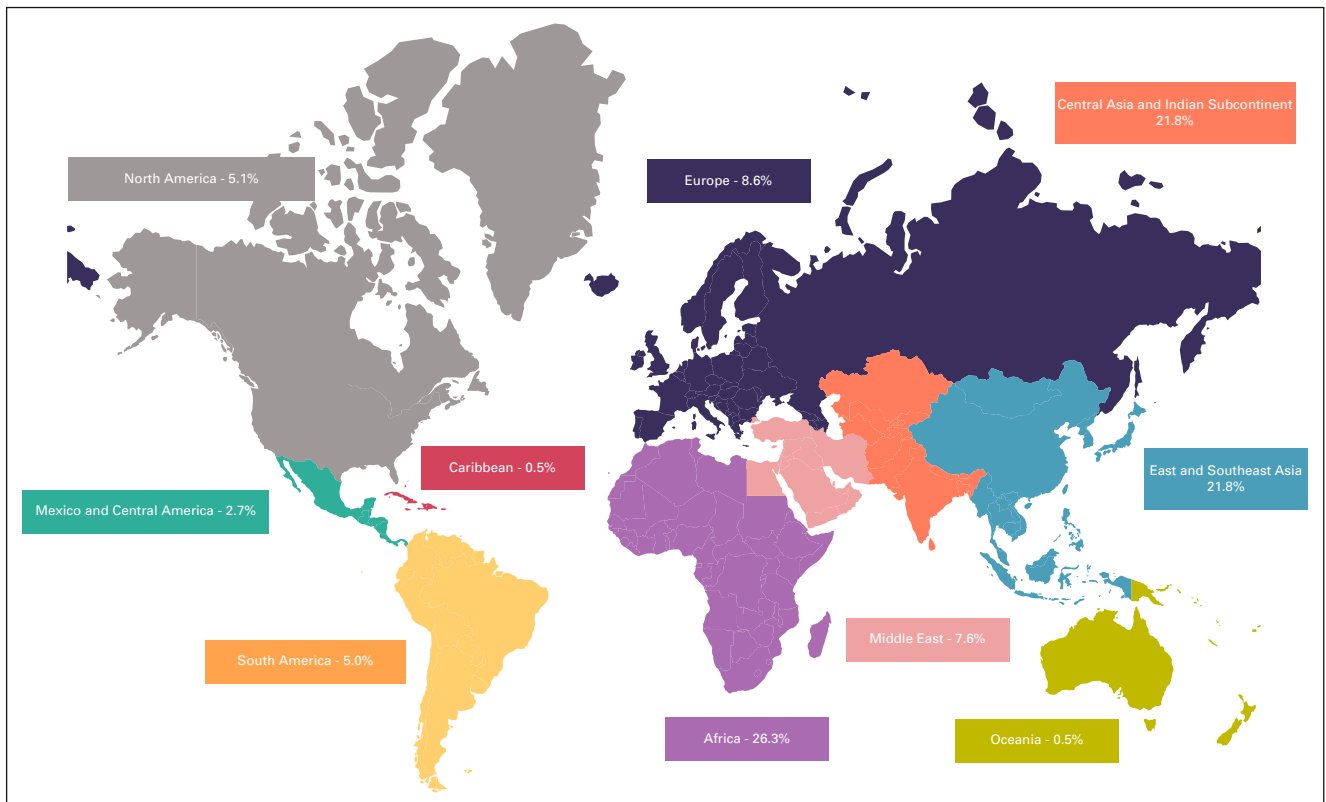 Central Asia and Indian Subcontinent
21.8%
North America - 5.1%
Europe - 8.6%
Caribbean - 0.5%
East and Southeast Asia
21.8%
Mexico and Central America - 2.7%
Middle East - 7.6%
South America - 5.0%
Africa - 26.3%
Oceania - 0.5%